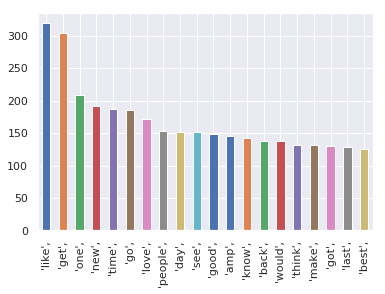 300
250
200
150
100
50
0
'like',
'get',
'one',
'new',
'time',
'go',
'love',
'people',
'day',
'see',
'good',
'amp',
'know',
'back',
'would',
'think',
'make',
'got',
'last',
'best',